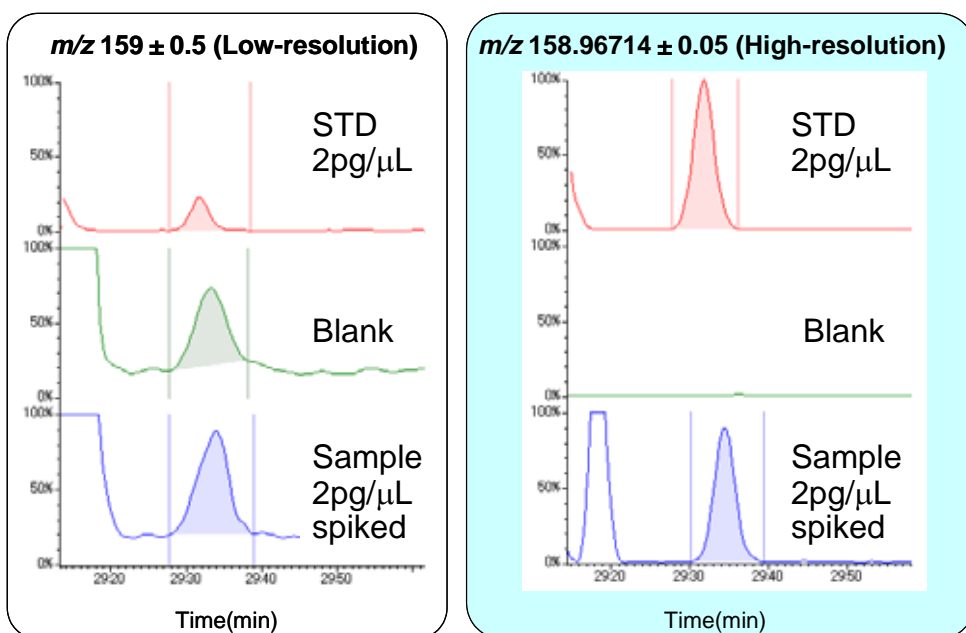 m/z 159 ± 0.5 (Low-resolution)
100%
50%
0%
STD
2pg/μL
100%
50%
0%
Blank
100%
50%
0%
Sample
2pg/μL
spiked
29:20 29:30 29:40 29:50
Time(min)
m/z 158.96714 ± 0.05 (High-resolution)
100%
50%
0%
STD
2pg/μL
100%
50%
0%
Blank
100%
50%
0%
Sample
2pg/μL
spiked
29:20 29:30 29:40 29:50
Time(min)